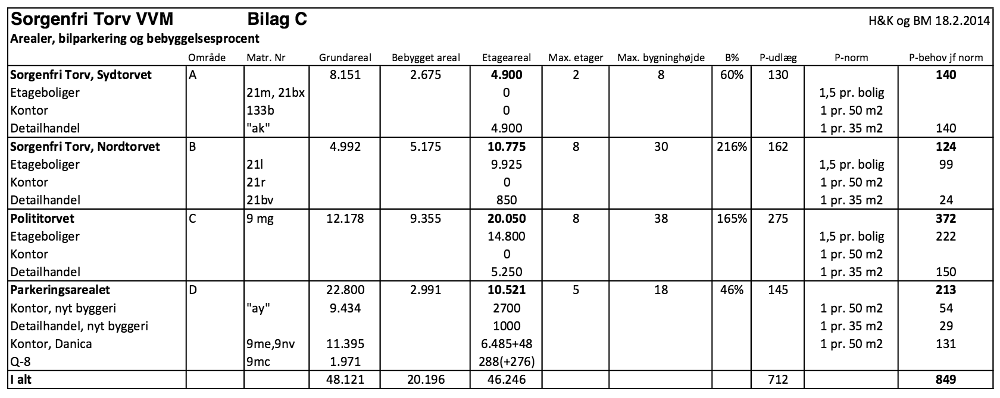 Sorgenfri Torv VVM Bilag C H&K og BM 18.2.2014
Arealer, bilparkering og bebyggelsesprocent
Område Matr. Nr Grundareal Bebygget areal Etageareal Max. etager Max. bygninghøjde B% P-udlæg P-norm P-behov jf norm
Sorgenfri Torv, Sydtorvet A 8.151 2.675 4.900 2 8 60% 130 140
Etageboliger 21m, 21bx 0 1,5 pr. bolig
Kontor 133b 0 1 pr. 50 m2
Detailhandel "ak" 4.900 1 pr. 35 m2 140
Sorgenfri Torv, Nordtorvet B 4.992 5.175 10.775 8 30 216% 162 124
Etageboliger 21l 9.925 1,5 pr. bolig 99
Kontor 21r 0 1 pr. 50 m2
Detailhandel 21bv 850 1 pr. 35 m2 24
Polititorvet C 9 mg 12.178 9.355 20.050 8 38 165% 275 372
Etageboliger 14.800 1,5 pr. bolig 222
Kontor 0 1 pr. 50 m2
Detailhandel 5.250 1 pr. 35 m2 150
Parkeringsarealet D 22.800 2.991 10.521 5 18 46% 145 213
Kontor, nyt byggeri "ay" 9.434 2700 1 pr. 50 m2 54
Detailhandel, nyt byggeri 1000 1 pr. 35 m2 29
Kontor, Danica 9me,9nv 11.395 6.485+48 1 pr. 50 m2 131
Q-8 9mc 1.971 288(+276)
I alt 48.121 20.196 46.246 712 849